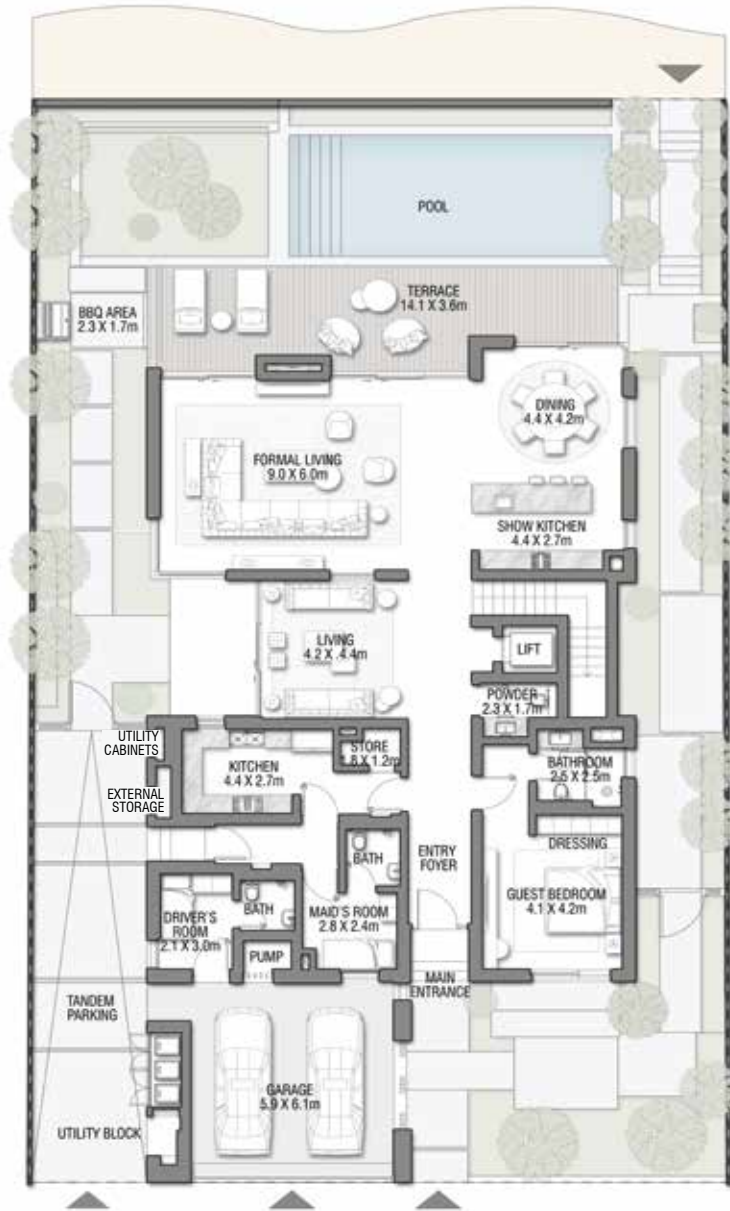 POOL
TERRACE
14.1 X 3.6m
BBQ AREA
2.3 X 1.7m
DINING
4.4 X 4.2m
FORMAL LIVING
9.0 X 6.0m
SHOW KITCHEN
4.4 X 2.7m
LIVING
4.2 X .4.4m
LIFT
POWDER
2.3 X 1.7m
UTILITY
CABINETS
KITCHEN
4.4 X 2.7m
STORE
1.8 X 1.2m
BATHROOM
2.5 X 2.5m
EXTERNAL
STORAGE
BATH
ENTRY
FOYER
DRESSING
GUEST BEDROOM
4.1 X 4.2m
DRIVER'S
ROOM
2.1 X 3.0m
BATH
MAID'S ROOM
2.8 X 2.4m
PUMP
MAIN
ENTRANCE
TANDEM
PARKING
GARAGE
5.9 X 6.1m
UTILITY BLOCK